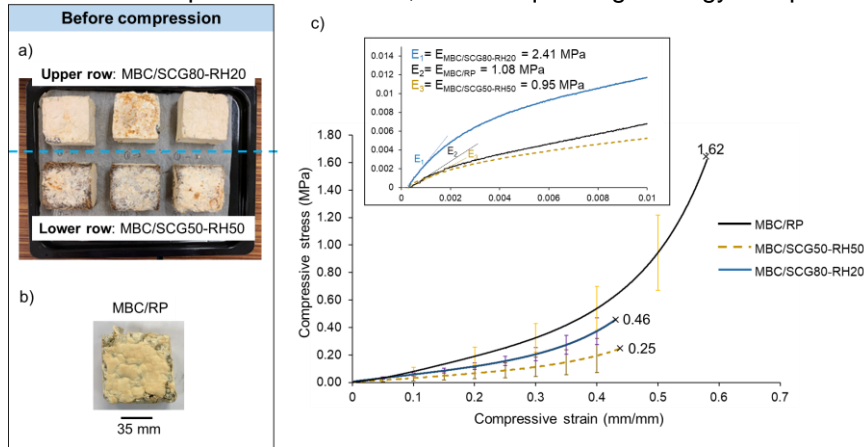 Before compression
a)
Upper row: MBC/SCG80-RH20
Lower row: MBC/SCG50-RH50
b)
MBC/RP
35 mm
c)
E1= EMBC/SCG80-RH20 = 2.41 MPa
E2= EMBC/RP = 1.08 MPa
E3= EMBC/SCG50-RH50 = 0.95 MPa
0.014
0.012
0.01
0.008
0.006
0.004
0.002
0
E1
E2
0
0.002
0.004
0.006
0.008
0.01
Compressive stress (MPa)
1.80
1.60
1.40
1.20
1.00
0.80
0.60
0.40
0.20
0.00
1.62
0.46
0.25
MBC/RP
MBC/SCG50-RH50
MBC/SCG80-RH20
0
0.1
0.2
0.3
0.4
0.5
0.6
0.7
Compressive strain (mm/mm)